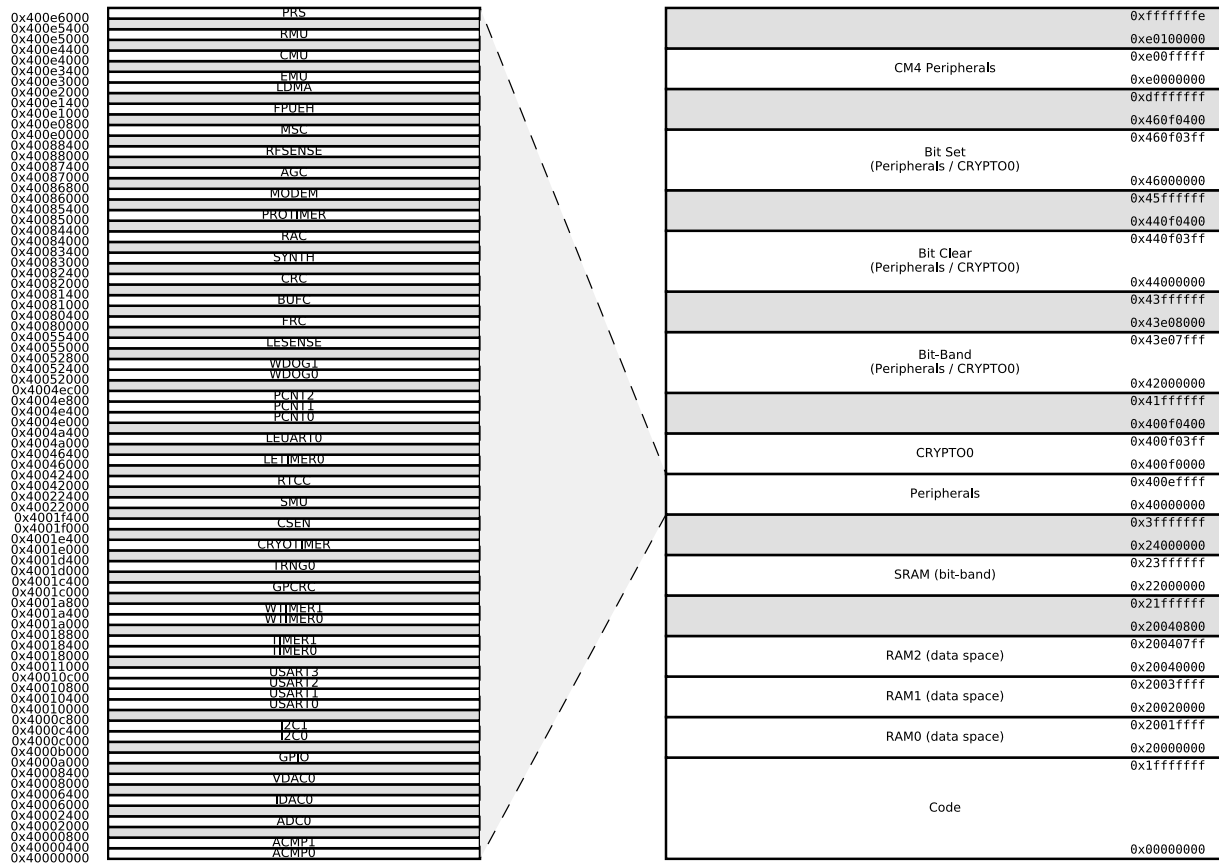 PRS
0x400e6000
0x400e5400
RMU
0x400e5000
0x400e4400
CMU
0x400e4000
0x400e3400
EMU
0x400e3000
LDMA
0x400e2000
0x400e1400
FPUEH
0x400e1000
0x400e0800
MSC
0x400e0000
0x40088400
RFSENSE
0x40088000
0x40087400
AGC
0x40087000
0x40086800
MODEM
0x40086000
0x40085400
PROTIMER
0x40085000
0x40084400
RAC
0x40084000
0x40083400
SYNTH
0x40083000
0x40082400
CRC
0x40082000
0x40081400
BUFC
0x40081000
0x40080400
FRC
0x40080000
0x40055400
LESENSE
0x40055000
0x40052800
WDOG1
0x40052400
WDOG0
0x40052000
0x4004ec00
PCNT2
0x4004e800
PCNT1
0x4004e400
PCNT0
0x4004e000
0x4004a400
LEUART0
0x4004a000
0x40046400
LETIMER0
0x40046000
0x40042400
RTCC
0x40042000
0x40022400
SMU
0x40022000
0x4001f400
CSEN
0x4001f000
0x4001e400
CRYOTIMER
0x4001e000
0x4001d400
TRNG0
0x4001d000
0x4001c400
GPCRC
0x4001c000
0x4001a800
WTIMER1
0x4001a400
WTIMER0
0x4001a000
0x40018800
TIMER1
0x40018400
TIMER0
0x40018000
0x40011000
USART3
0x40010c00
USART2
0x40010800
USART1
0x40010400
USART0
0x40010000
0x4000c800
I2C1
0x4000c400
I2C0
0x4000c000
0x4000b000
GPIO
0x4000a000
0x40008400
VDAC0
0x40008000
0x40006400
IDAC0
0x40006000
0x40002400
ADC0
0x40002000
0x40000800
ACMP1
0x40000400
ACMP0
0x40000000
0xfffffffe
0xe0100000
0xe00fffff
CM4 Peripherals
0xe0000000
0xdfffffff
0x460f0400
0x460f03ff
Bit Set
(Peripherals / CRYPTO0)
0x46000000
0x45ffffff
0x440f0400
0x440f03ff
Bit Clear
(Peripherals / CRYPTO0)
0x44000000
0x43ffffff
0x43e08000
0x43e07fff
Bit-Band
(Peripherals / CRYPTO0)
0x42000000
0x41ffffff
0x400f0400
0x400f03ff
CRYPTO0
0x400f0000
0x400effff
Peripherals
0x40000000
0x3fffffff
0x24000000
0x23ffffff
SRAM (bit-band)
0x22000000
0x21ffffff
0x20040800
0x200407ff
RAM2 (data space)
0x20040000
0x2003ffff
RAM1 (data space)
0x20020000
0x2001ffff
RAM0 (data space)
0x20000000
0x1fffffff
Code
0x00000000